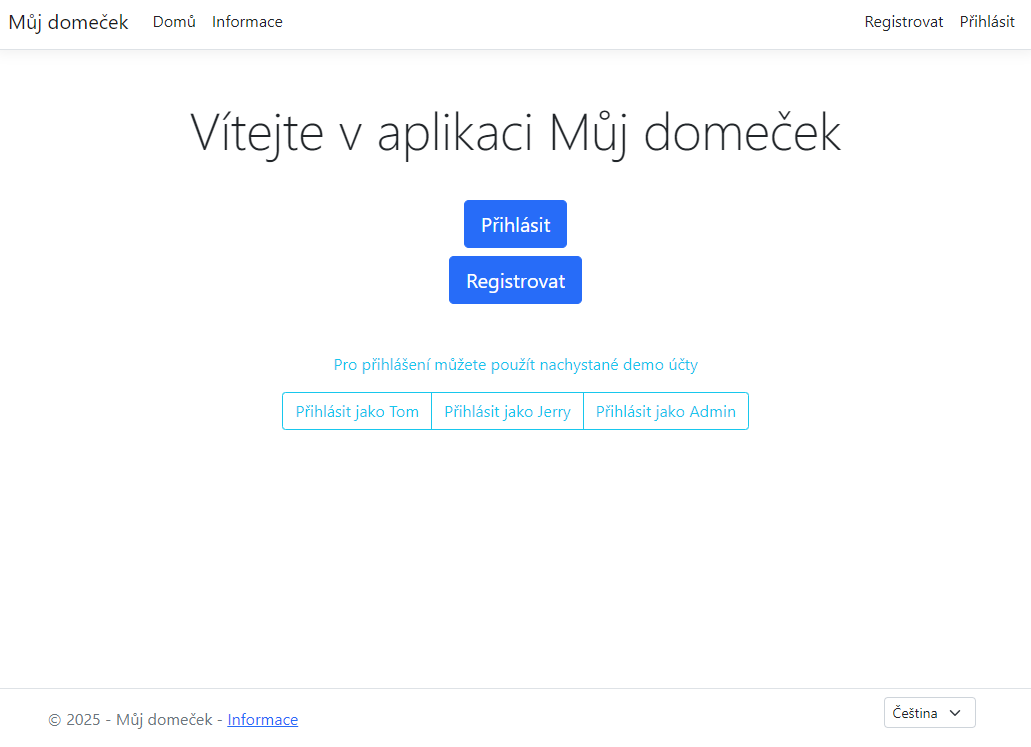 Můj domeček Domů Informace Registrovat Přihlásit
Vítejte v aplikaci Můj domeček
Přihlásit
Registrovat
Pro přihlášení můžete použít nachystané demo účty
Přihlásit jako Tom Přihlásit jako Jerry Přihlásit jako Admin
© 2025 - Můj domeček - Informace Čeština